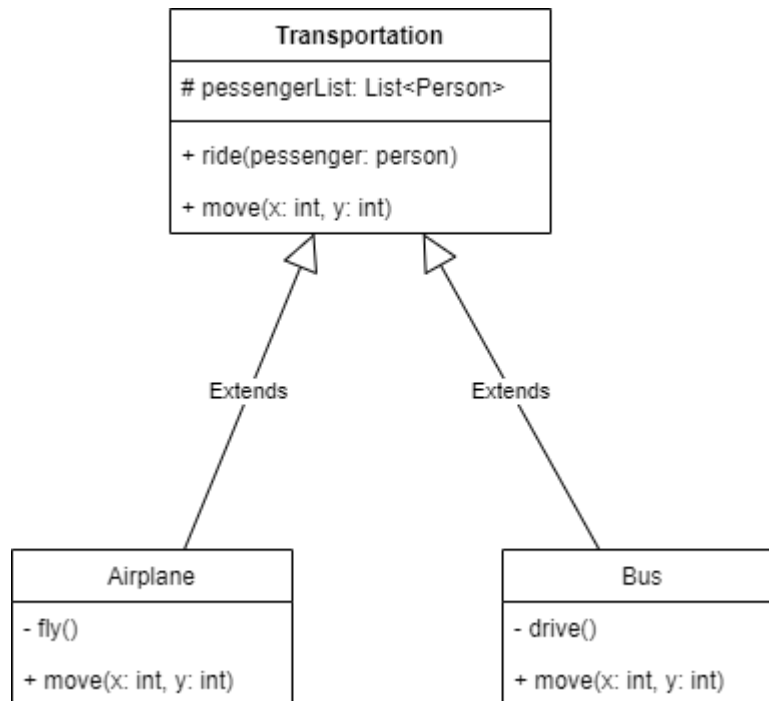 Transportation
# pessengerList: List<Person>
+ ride(pessenger: person)
+ move(x: int, y: int)
Extends
Extends
Airplane
- fly()
+ move(x: int, y: int)
Bus
- drive()
+ move(x: int, y: int)